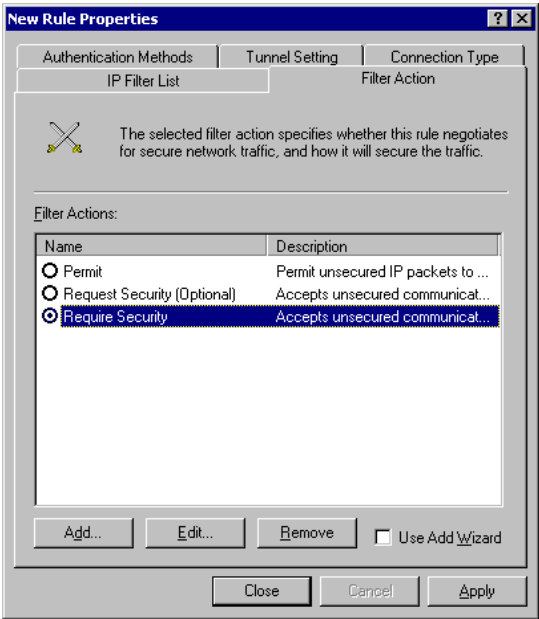 New Rule Properties
Authentication Methods Tunnel Setting Connection Type
IP Filter List Filter Action
The selected filter action specifies whether this rule negotiates
for secure network traffic, and how it will secure the traffic.
Filter Actions:
Name Description
Permit Permit unsecured IP packets to ...
Request Security (Optional) Accepts unsecured communicat...
Require Security Accepts unsecured communicat...
Add... Edit... Remove Use Add Wizard
Close Cancel Apply